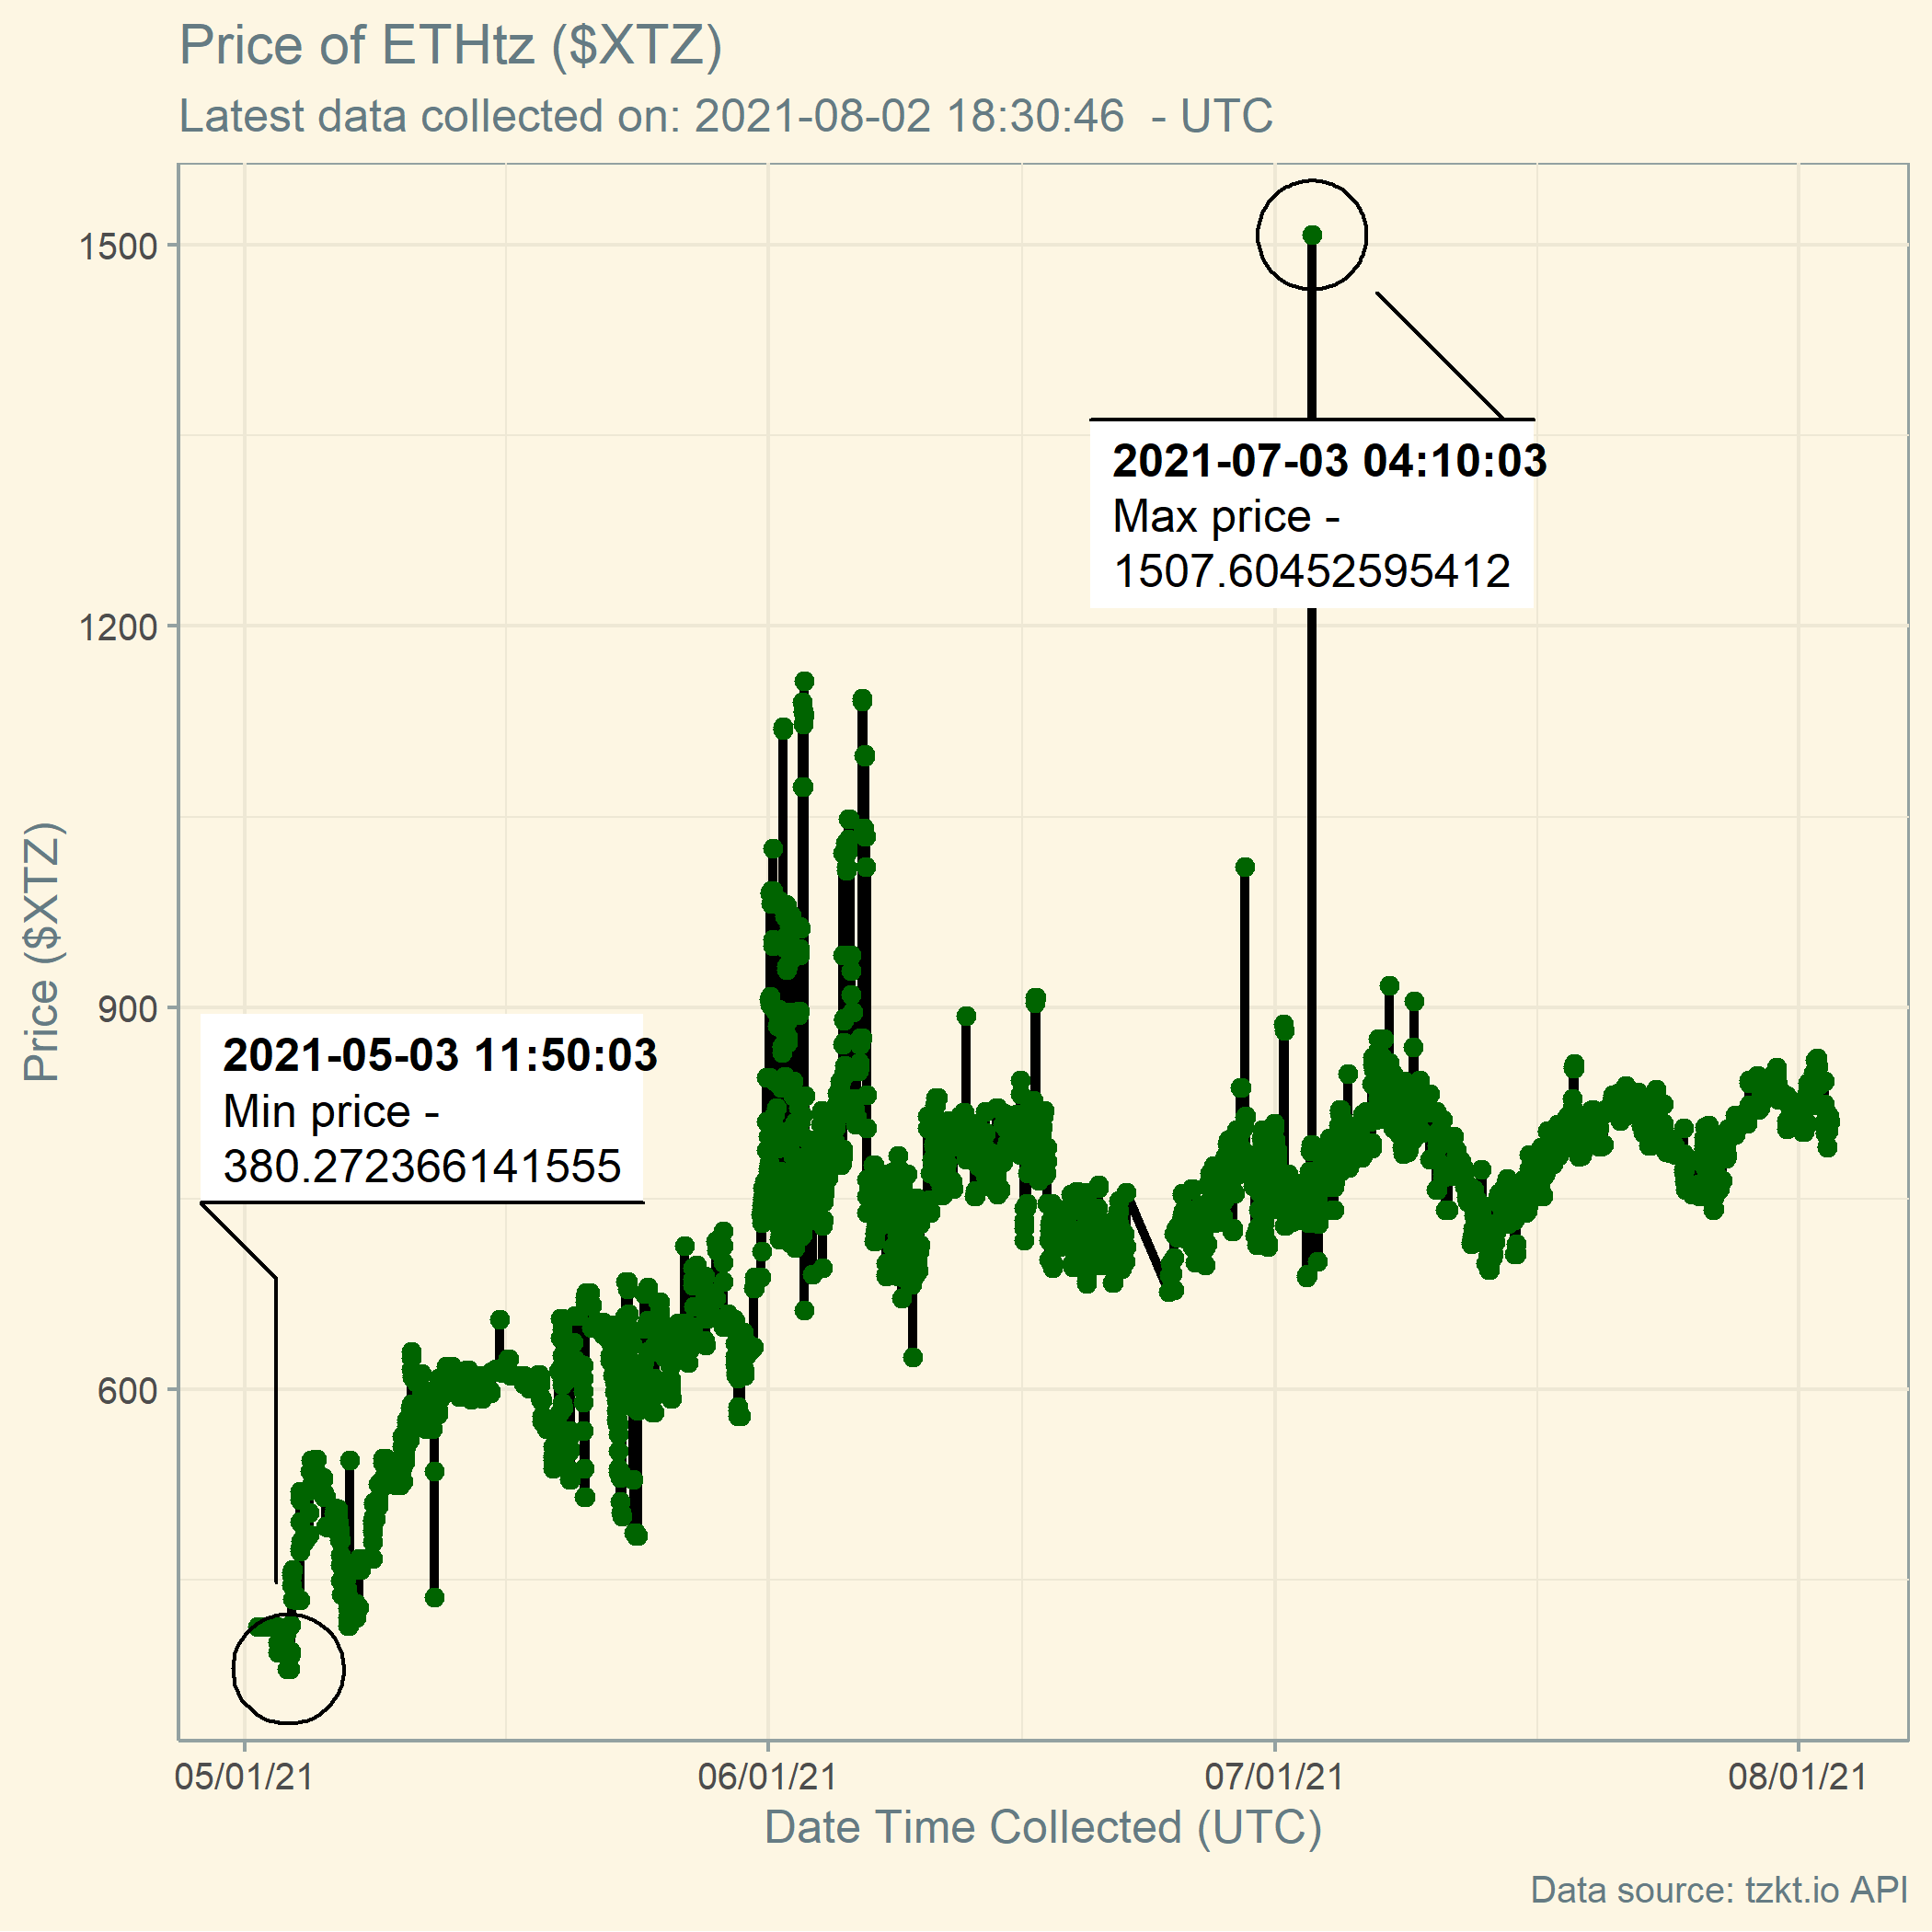 Price of ETHtz ($XTZ)
Latest data collected on: 2021-08-02 18:30:46  - UTC
1500
1200
900
600
Price ($XTZ)
2021-07-03 04:10:03
Max price -
1507.60452595412
2021-05-03 11:50:03
Min price -
380.272366141555
05/01/21
06/01/21
07/01/21
08/01/21
Date Time Collected (UTC)
Data source: tzkt.io API